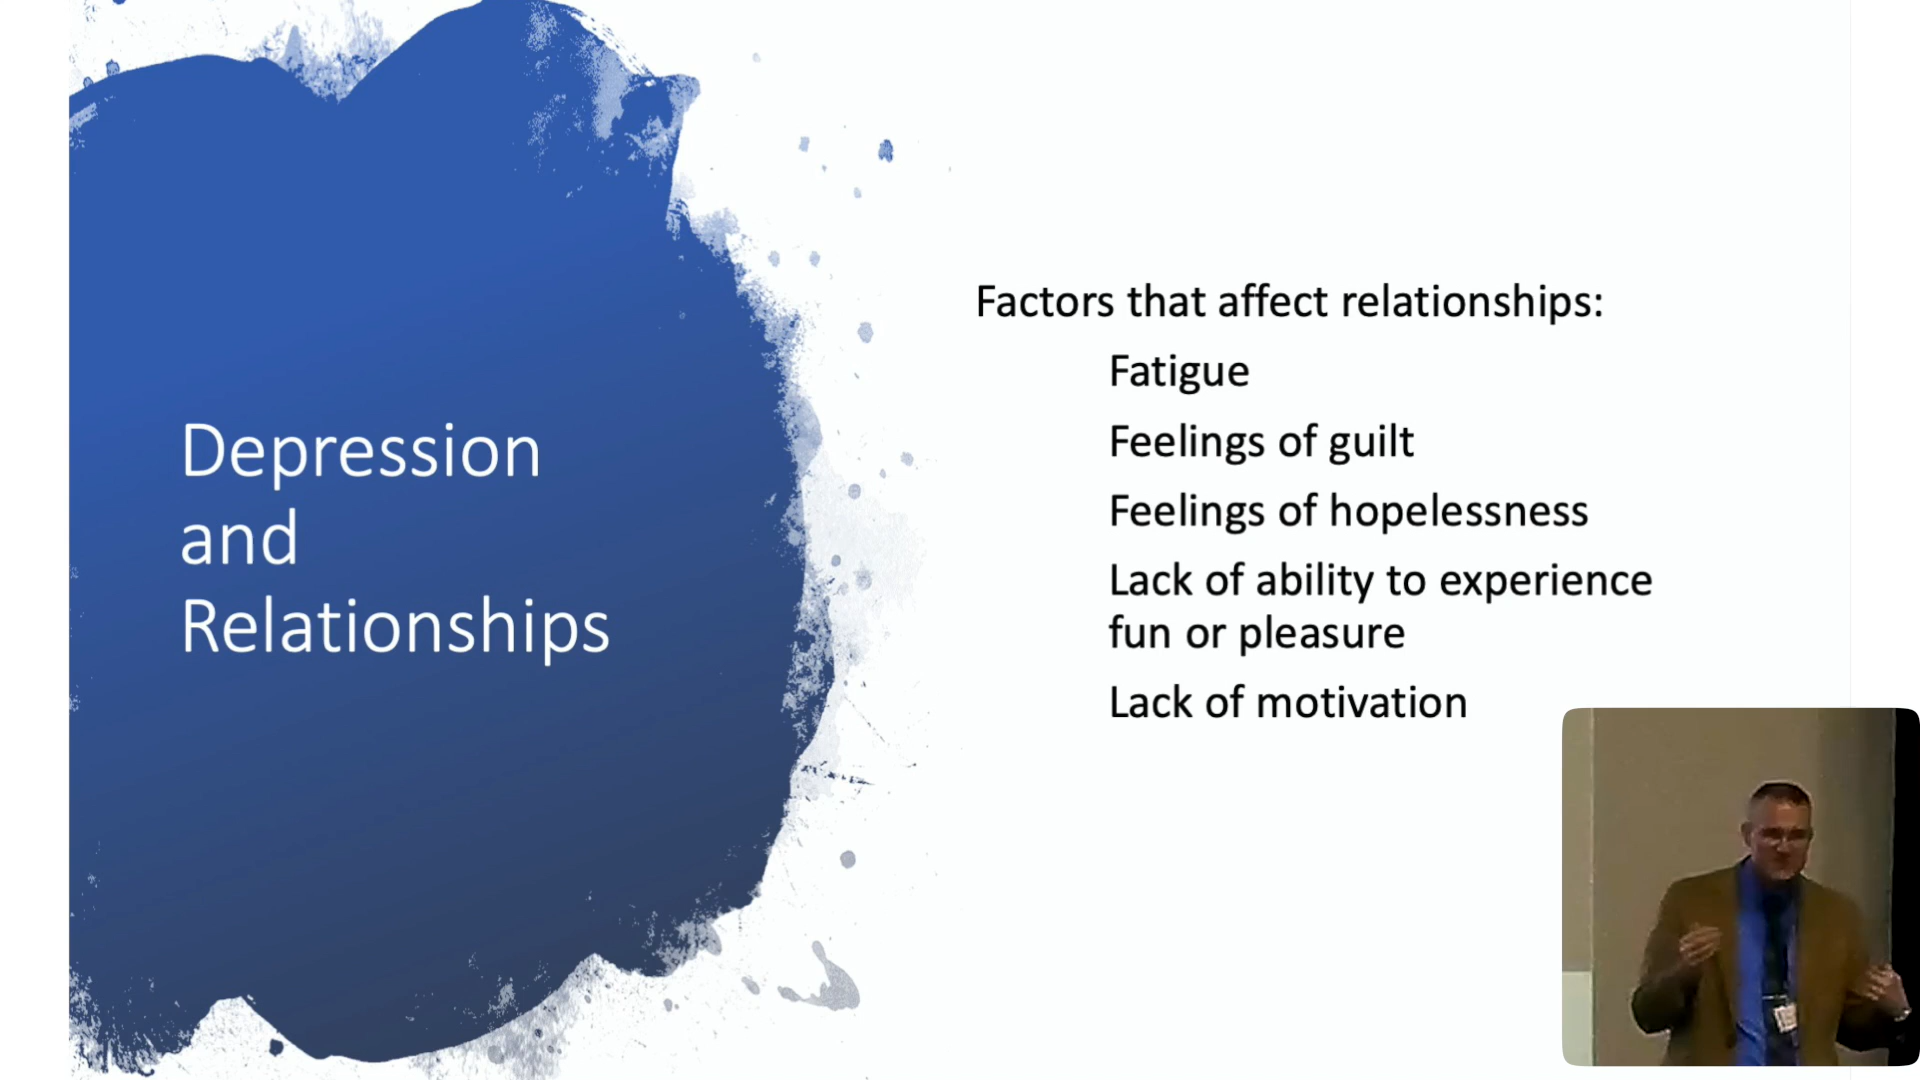 Depression
and
Relationships
Factors that affect relationships:
Fatigue
Feelings of guilt
Feelings of hopelessness
Lack of ability to experience
fun or pleasure
Lack of motivation